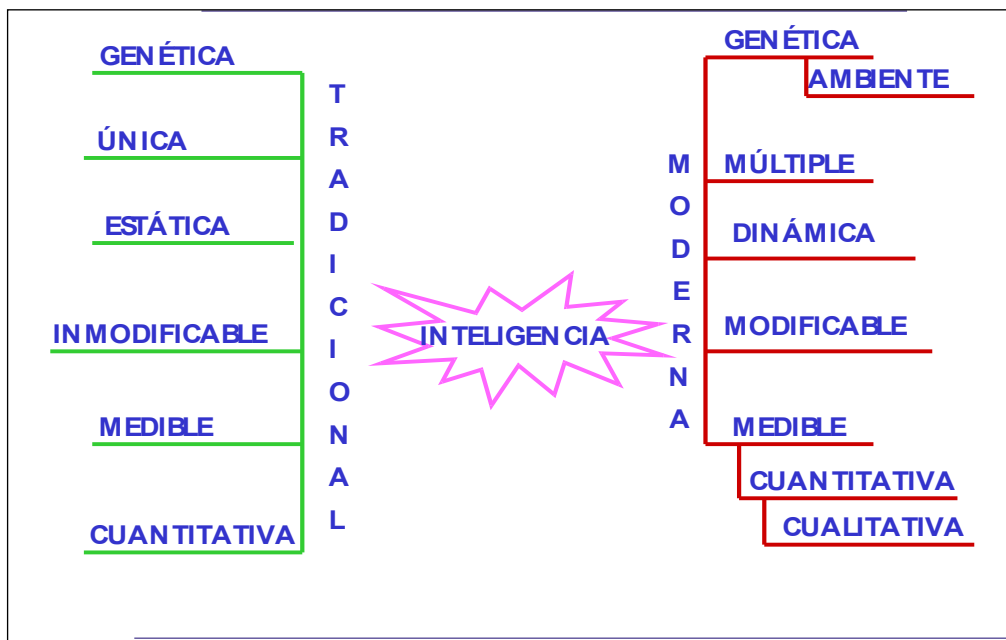 GENÉTICA
ÚNICA
ESTÁTICA
INMODIFICABLE
MEDIBLE
CUANTITATIVA
TRADICIONAL
INTELIGENCIA
MODERNA
GENÉTICA
AMBIENTE
MÚLTIPLE
DINÁMICA
MODIFICABLE
MEDIBLE
CUANTITATIVA
CUALITATIVA